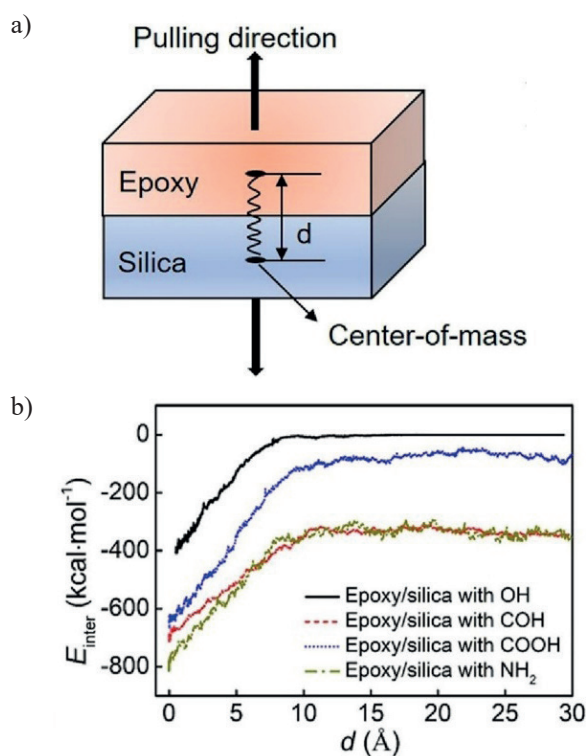 a)
Pulling direction
Epoxy
d
Silica
Center-of-mass
b)
0
-200
-400
-600
-800
E_inter (kcal·mol⁻¹)
Epoxy/silica with OH
Epoxy/silica with COH
Epoxy/silica with COOH
Epoxy/silica with NH₂
0 5 10 15 20 25 30
d (Å)